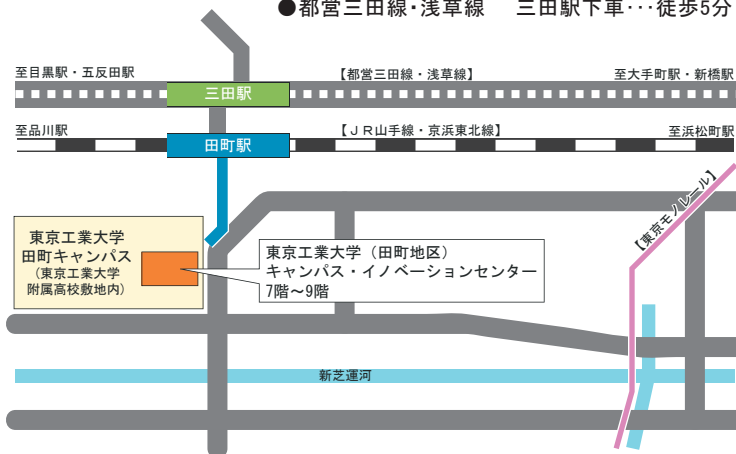 ●都営三田線・浅草線　三田駅下車･･･徒歩5分
至目黒駅・五反田駅
【都営三田線・浅草線】
至大手町駅・新橋駅
三田駅
至品川駅
【ＪＲ山手線・京浜東北線】
至浜松町駅
田町駅
【東京モノレール】
東京工業大学
田町キャンパス
（東京工業大学
附属高校敷地内）
東京工業大学（田町地区）
キャンパス・イノベーションセンター
7階〜9階
新芝運河